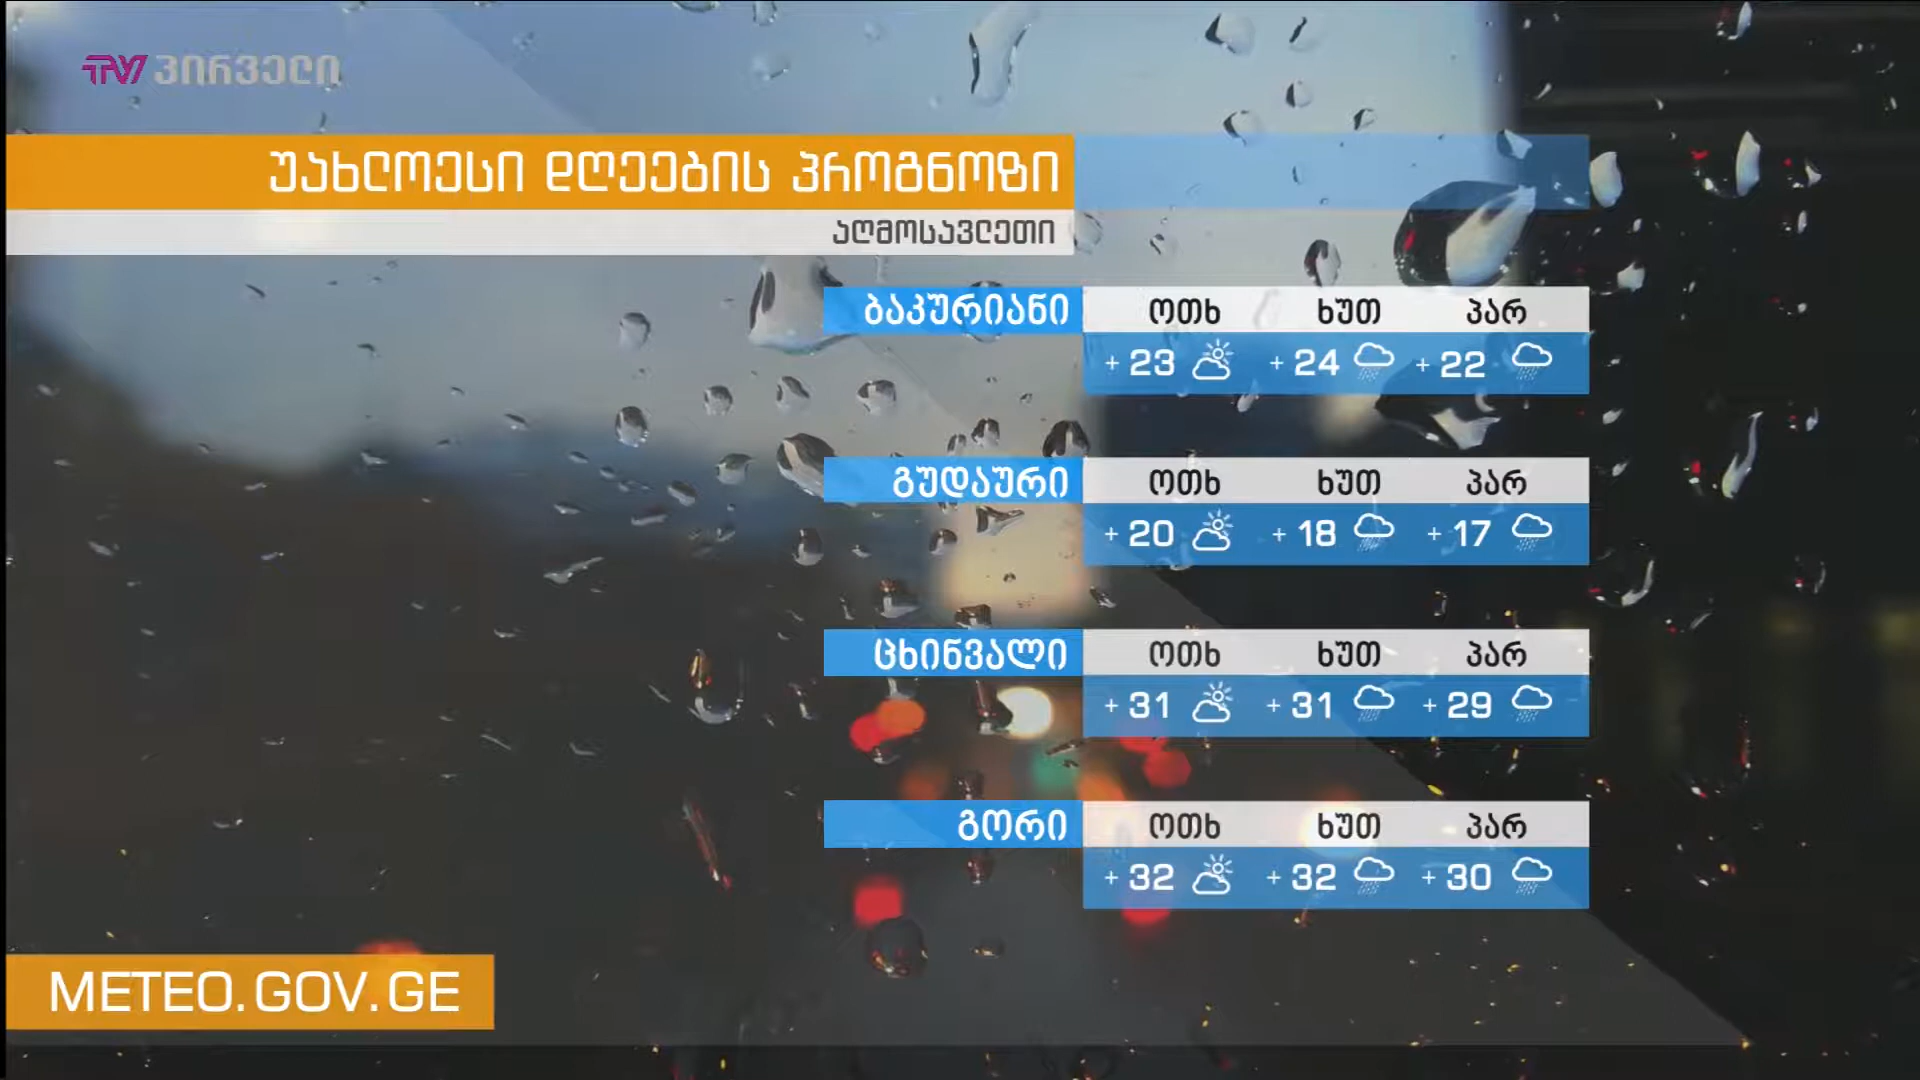 TV პირველი
უახლოესი დღეების პროგნოზი
აღმოსავლეთი
ბაკურიანი ოთხ ხუთ პარ
+ 23 + 24 + 22
გუდაური ოთხ ხუთ პარ
+ 20 + 18 + 17
ცხინვალი ოთხ ხუთ პარ
+ 31 + 31 + 29
გორი ოთხ ხუთ პარ
+ 32 + 32 + 30
METEO.GOV.GE